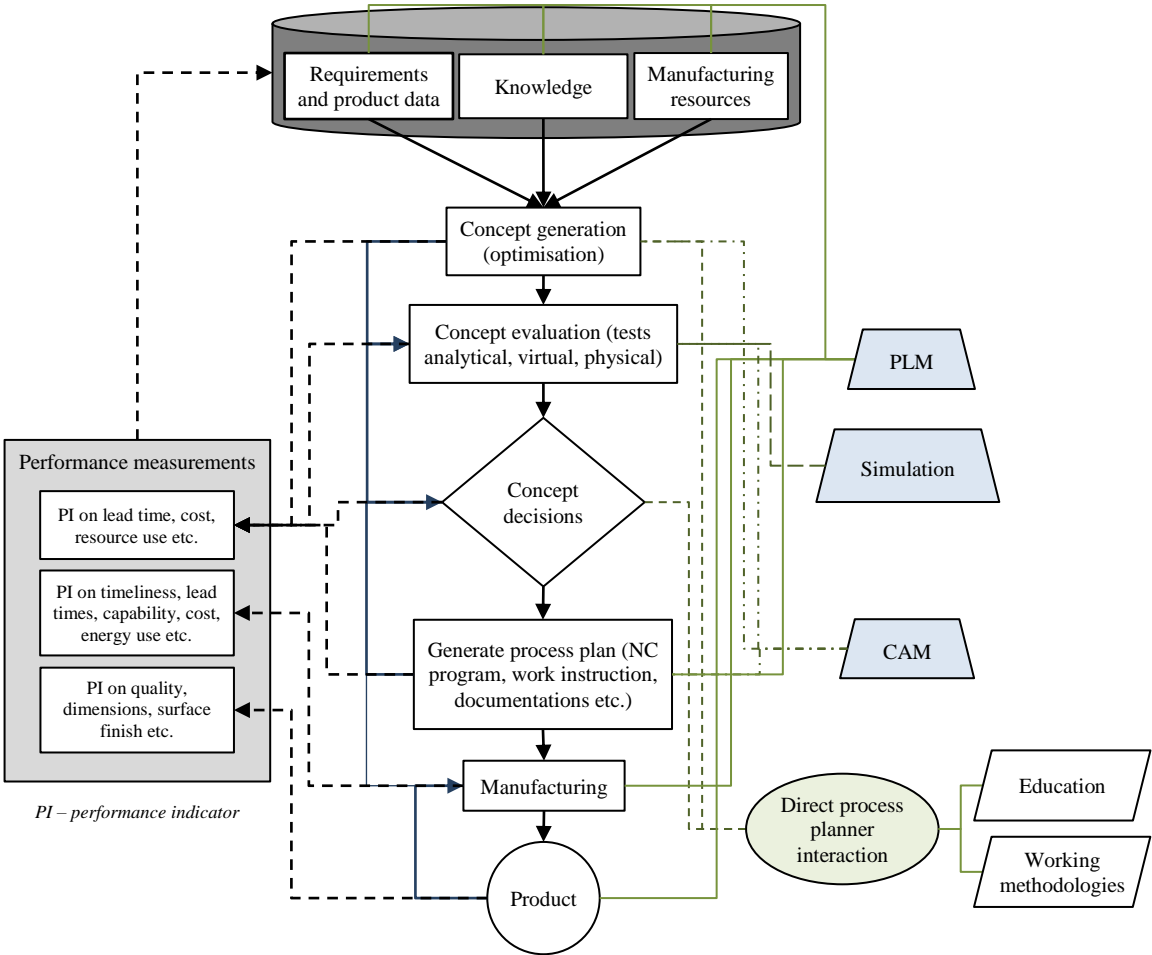 Requirements
and product data
Knowledge
Manufacturing
resources
Concept generation
(optimisation)
Concept evaluation (tests
analytical, virtual, physical)
PLM
Simulation
Performance measurements
PI on lead time, cost,
resource use etc.
Concept
decisions
PI on timeliness, lead
times, capability, cost,
energy use etc.
Generate process plan (NC
program, work instruction,
documentations etc.)
CAM
PI on quality,
dimensions, surface
finish etc.
Manufacturing
PI – performance indicator
Direct process
planner
interaction
Education
Working
methodologies
Product